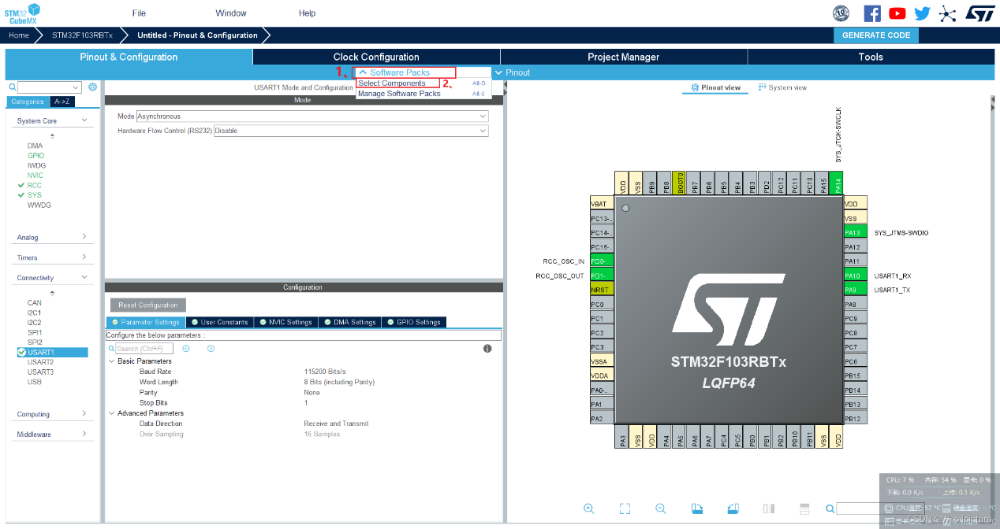 STM32
CubeMX
File Window Help
10
Home STM32F103RBTx Untitled - Pinout & Configuration GENERATE CODE
Pinout & Configuration Clock Configuration Project Manager Tools
1、 Software Packs Pinout
Select Components 2、 Alt-O
Manage Software Packs Alt-U
Categories A->Z
System Core
DMA
GPIO
IWDG
NVIC
RCC
SYS
WWDG
Analog
Timers
Connectivity
CAN
I2C1
I2C2
SPI1
SPI2
USART1
USART2
USART3
USB
Computing
Middleware
USART1 Mode and Configuration
Mode
Mode Asynchronous
Hardware Flow Control (RS232) Disable
Configuration
Reset Configuration
Parameter Settings User Constants NVIC Settings DMA Settings GPIO Settings
Configure the below parameters :
Search (Ctrl+F)
Basic Parameters
Baud Rate 115200 Bits/s
Word Length 8 Bits (including Parity)
Parity None
Stop Bits 1
Advanced Parameters
Data Direction Receive and Transmit
Over Sampling 16 Samples
Pinout view System view
SYS_JTCK-SWCLK
VDD VSS PB9 PB8 BOOT0 PB7 PB6 PB5 PB4 PB3 PD2 PC12 PC11 PC10 PA15 PA14
VBAT
PC13-..
PC14-..
PC15-..
RCC_OSC_IN PD0-..
RCC_OSC_OUT PD1-
NRST
PC0
PC1
PC2
PC3
VSSA
VDDA
PA0-..
PA1
PA2
STM32F103RBTx
LQFP64
VDD
VSS
PA13 SYS_JTMS-SWDIO
PA12
PA11
PA10 USART1_RX
PA9 USART1_TX
PA8
PC9
PC8
PC7
PC6
PB15
PB14
PB13
PB12
PA3 VSS VDD PA4 PA5 PA6 PA7 PC4 PC5 PB0 PB1 PB2 PB10 PB11 VSS VDD
CPU: 7 % 内存: 54 % 显卡: 0 %
下载: 0.0 K/s 上传: 0.1 K/s
CPU温度: 57 °C 硬盘温度: -- °C